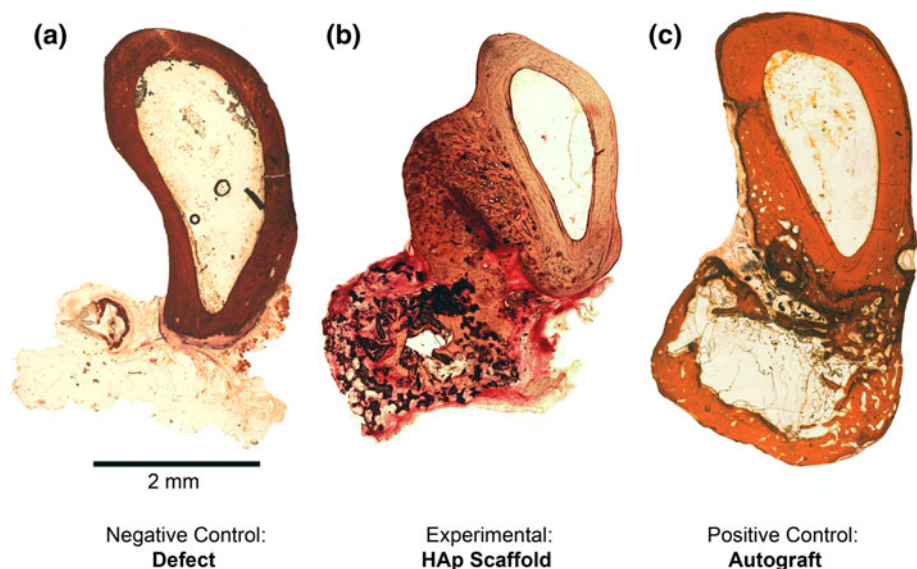 (a)
(b)
(c)
2 mm
Negative Control:
Defect
Experimental:
HAp Scaffold
Positive Control:
Autograft